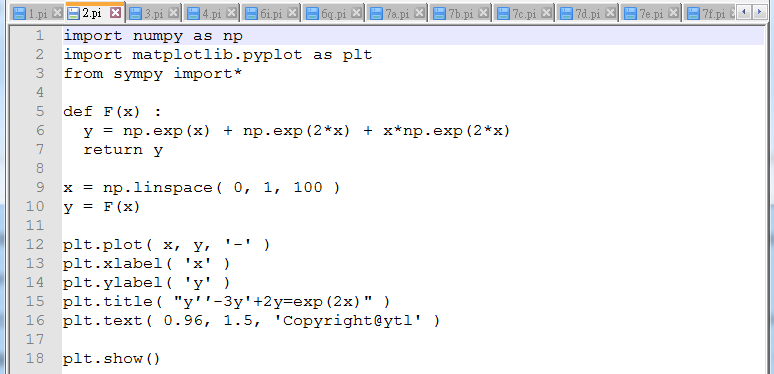 1.pi 2.pi 3.pi 4.pi 6i.pi 6q.pi 7a.pi 7b.pi 7c.pi 7d.pi 7e.pi 7f.pi
1 import numpy as np
2 import matplotlib.pyplot as plt
3 from sympy import*
4
5 def F(x) :
6   y = np.exp(x) + np.exp(2*x) + x*np.exp(2*x)
7   return y
8
9 x = np.linspace( 0, 1, 100 )
10 y = F(x)
11
12 plt.plot( x, y, '-' )
13 plt.xlabel( 'x' )
14 plt.ylabel( 'y' )
15 plt.title( "y''-3y'+2y=exp(2x)" )
16 plt.text( 0.96, 1.5, 'Copyright@ytl' )
17
18 plt.show()